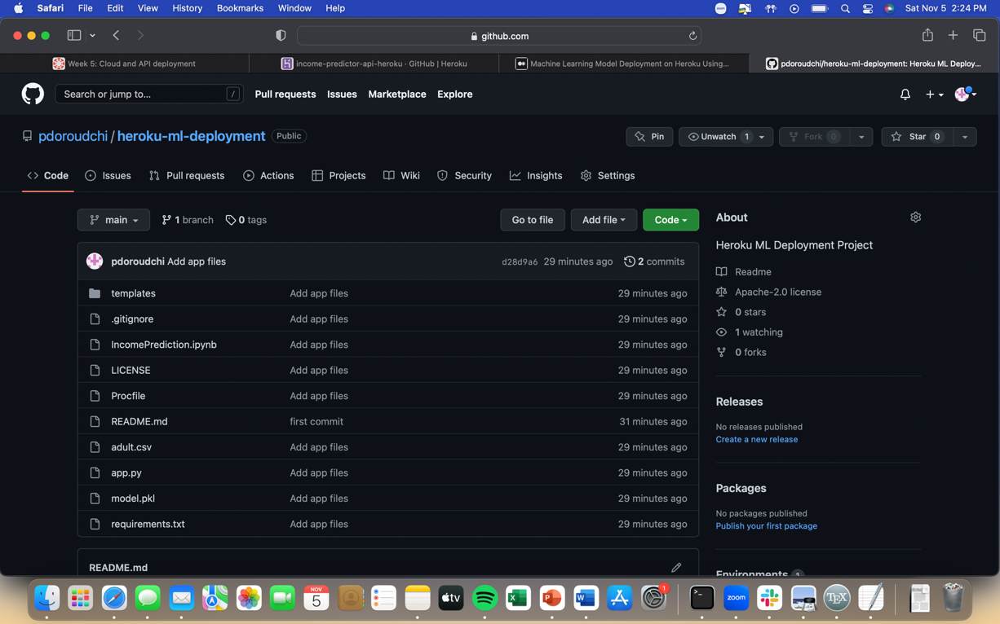 Safari File Edit View History Bookmarks Window Help zoom Sat Nov 5 2:24 PM
github.com
Week 5: Cloud and API deployment income-predictor-api-heroku · GitHub | Heroku Machine Learning Model Deployment on Heroku Using... pdoroudchi/heroku-ml-deployment: Heroku ML Deploy...
Search or jump to... / Pull requests Issues Marketplace Explore
pdoroudchi / heroku-ml-deployment Public Pin Unwatch 1 Fork 0 Star 0
Code Issues Pull requests Actions Projects Wiki Security Insights Settings
main 1 branch 0 tags Go to file Add file Code
pdoroudchi Add app files d28d9a6 29 minutes ago 2 commits
templates Add app files 29 minutes ago
.gitignore Add app files 29 minutes ago
IncomePrediction.ipynb Add app files 29 minutes ago
LICENSE Add app files 29 minutes ago
Procfile Add app files 29 minutes ago
README.md first commit 31 minutes ago
adult.csv Add app files 29 minutes ago
app.py Add app files 29 minutes ago
model.pkl Add app files 29 minutes ago
requirements.txt Add app files 29 minutes ago
README.md
About
Heroku ML Deployment Project
Readme
Apache-2.0 license
0 stars
1 watching
0 forks
Releases
No releases published
Create a new release
Packages
No packages published
Publish your first package
Environments 1
NOV
5
tv
X
P
W
1
zoom
TEX